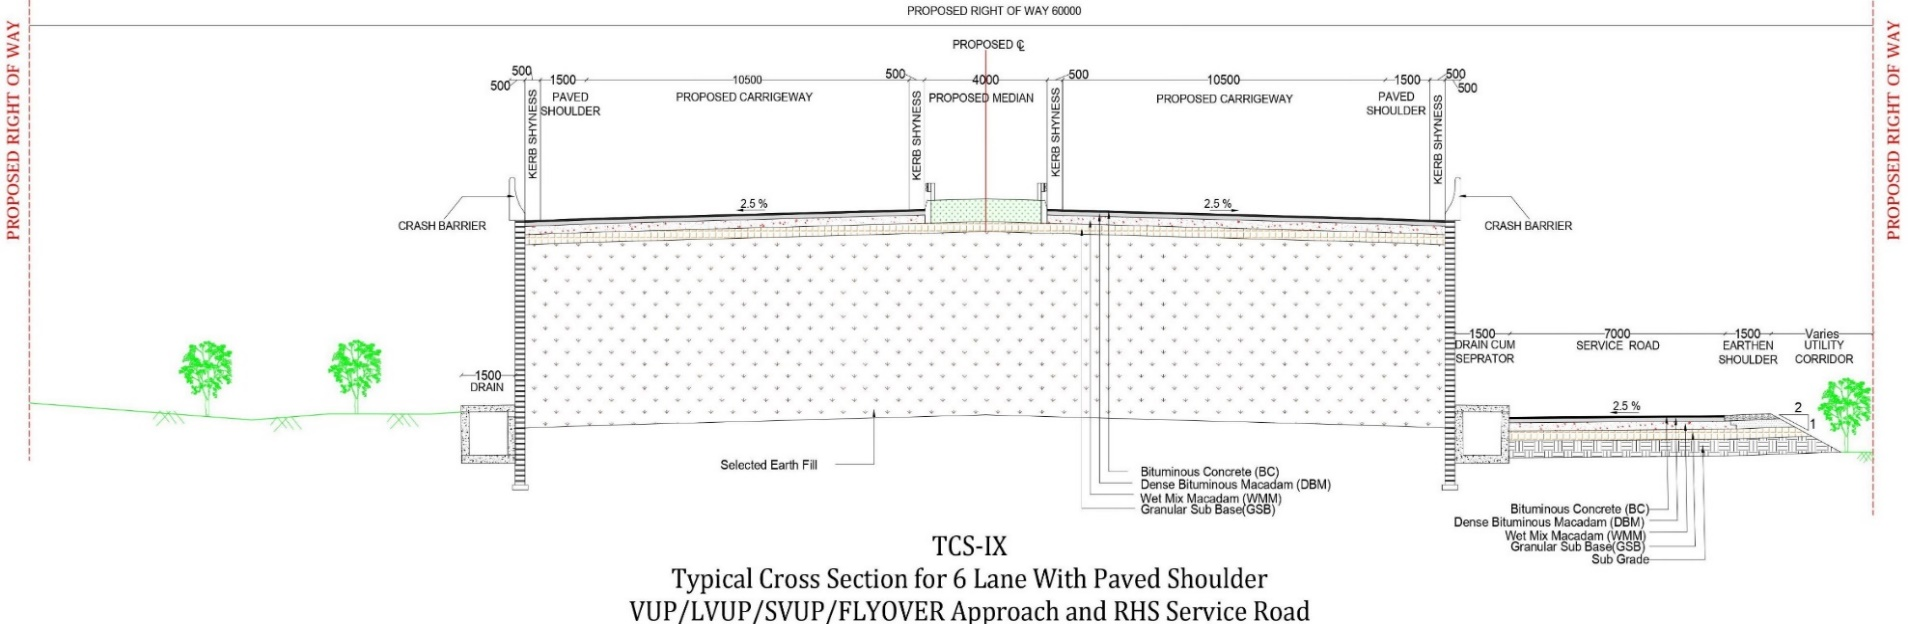 PROPOSED RIGHT OF WAY 60000
PROPOSED RIGHT OF WAY
PROPOSED RIGHT OF WAY
PROPOSED ℄
500
500
1500
10500
500
4000
500
10500
1500
500
500
KERB SHYNESS
PAVED
SHOULDER
PROPOSED CARRIGEWAY
KERB SHYNESS
PROPOSED MEDIAN
KERB SHYNESS
PROPOSED CARRIGEWAY
PAVED
SHOULDER
KERB SHYNESS
2.5 %
2.5 %
CRASH BARRIER
CRASH BARRIER
1500
DRAIN
1500
DRAIN CUM
SEPRATOR
7000
SERVICE ROAD
1500
EARTHEN
SHOULDER
Varies
UTILITY
CORRIDOR
2.5 %
2
1
Selected Earth Fill
Bituminous Concrete (BC)
Dense Bituminous Macadam (DBM)
Wet Mix Macadam (WMM)
Granular Sub Base(GSB)
Bituminous Concrete (BC)
Dense Bituminous Macadam (DBM)
Wet Mix Macadam (WMM)
Granular Sub Base(GSB)
Sub Grade
TCS-IX
Typical Cross Section for 6 Lane With Paved Shoulder
VUP/LVUP/SVUP/FLYOVER Approach and RHS Service Road